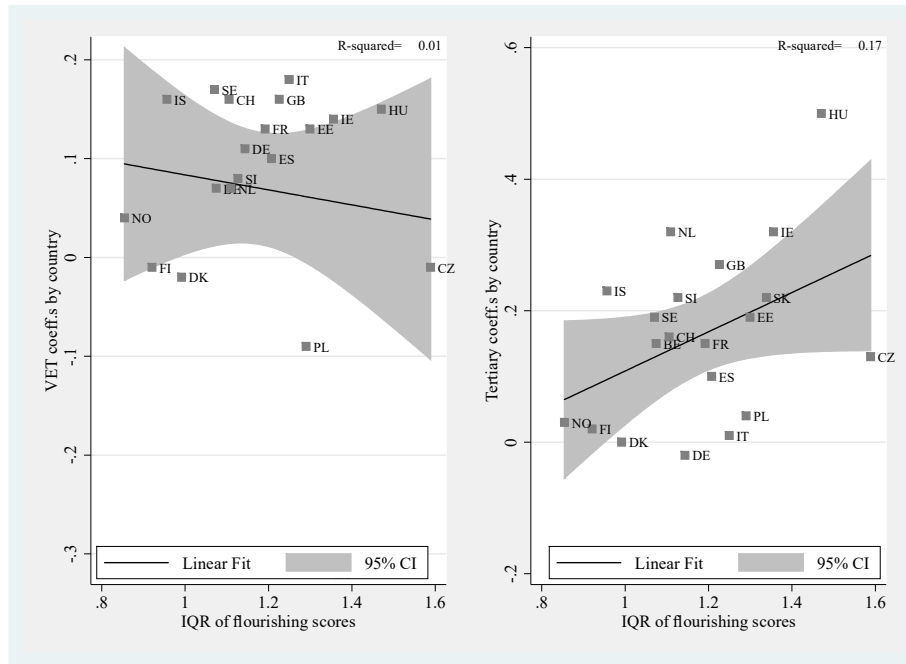 R-squared= 0.01
VET coeff.s by country
.2
.1
0
-.1
-.2
-.3
IS
SE
CH
IT
GB
HU
IE
FR
EE
DE
ES
SI
BE
NL
NO
FI
DK
CZ
PL
Linear Fit
95% CI
.8 1 1.2 1.4 1.6
IQR of flourishing scores
R-squared= 0.17
Tertiary coeff.s by country
.6
.4
.2
0
-.2
HU
NL
IE
GB
IS
SI
SK
SE
EE
CH
BE
FR
CZ
ES
PL
NO
FI
IT
DK
DE
Linear Fit
95% CI
.8 1 1.2 1.4 1.6
IQR of flourishing scores